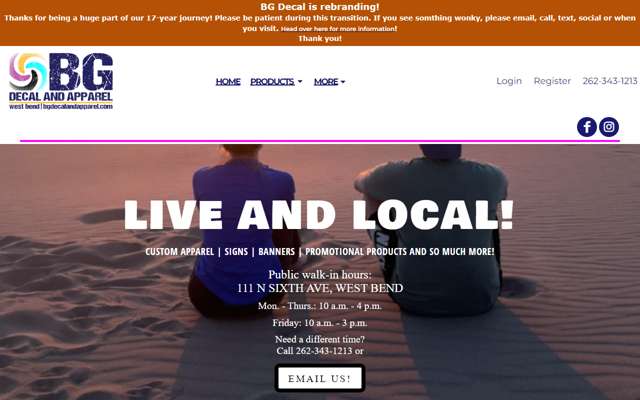 BG Decal is rebranding!
Thanks for being a huge part of our 17-year journey! Please be patient during this transition. If you see somthing wonky, please email, call, text, social or when
you visit. Head over here for more information!
Thank you!
BG
DECAL AND APPAREL
west bend | bgdecalandapparel.com
HOME PRODUCTS MORE
Login Register 262-343-1213
LIVE AND LOCAL!
CUSTOM APPAREL | SIGNS | BANNERS | PROMOTIONAL PRODUCTS AND SO MUCH MORE!
Public walk-in hours:
111 N SIXTH AVE, WEST BEND
Mon. - Thurs.: 10 a.m. - 4 p.m.
Friday: 10 a.m. - 3 p.m.
Need a different time?
Call 262-343-1213 or
EMAIL US!